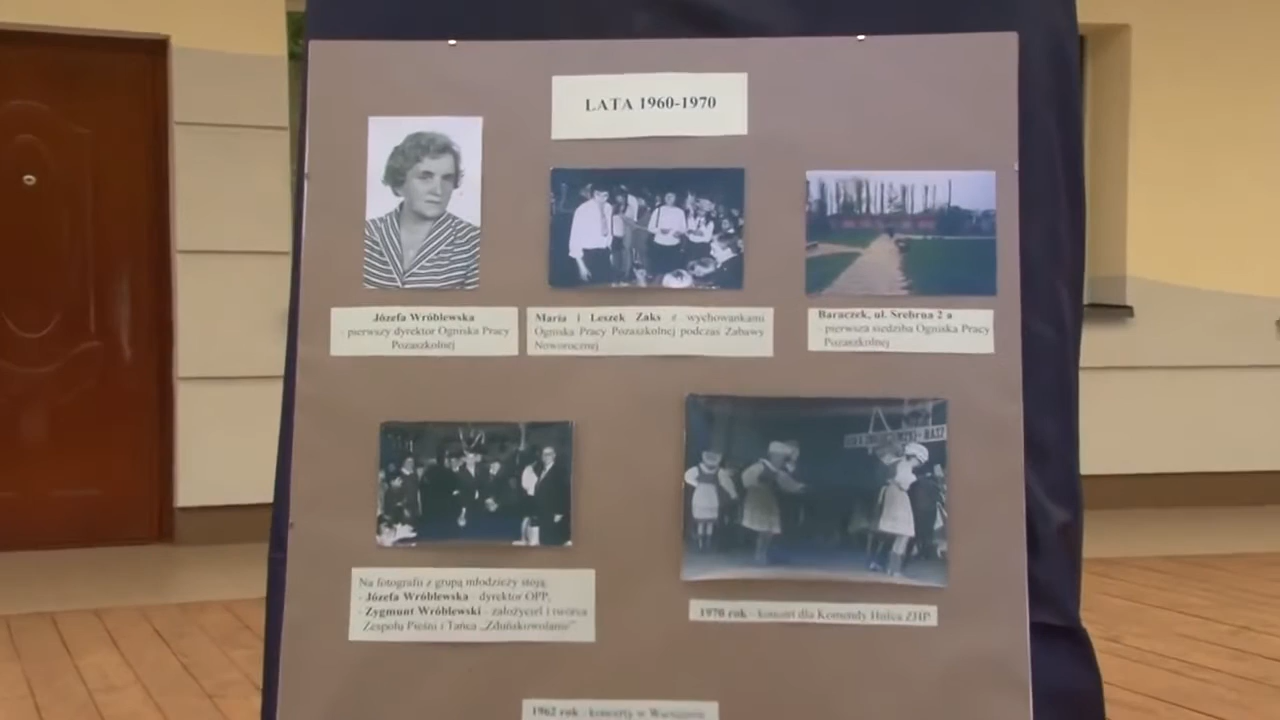 LATA 1960-1970
Józefa Wróblewska
- pierwszy dyrektor Ogniska Pracy
Pozaszkolnej
Maria i Leszek Zaks z wychowankami
Ogniska Pracy Pozaszkolnej podczas Zabawy
Noworocznej
Baraczek, ul. Srebrna 2 a
- pierwsza siedziba Ogniska Pracy
Pozaszkolnej
Na fotografii z grupą młodzieży stoją:
- Józefa Wróblewska - dyrektor OPP,
- Zygmunt Wróblewski - założyciel i twórca
Zespołu Pieśni i Tańca „Zduńskowolanie”
1970 rok - koncert dla Komendy Hufca ZHP
1962 rok - koncerty w Warszawie